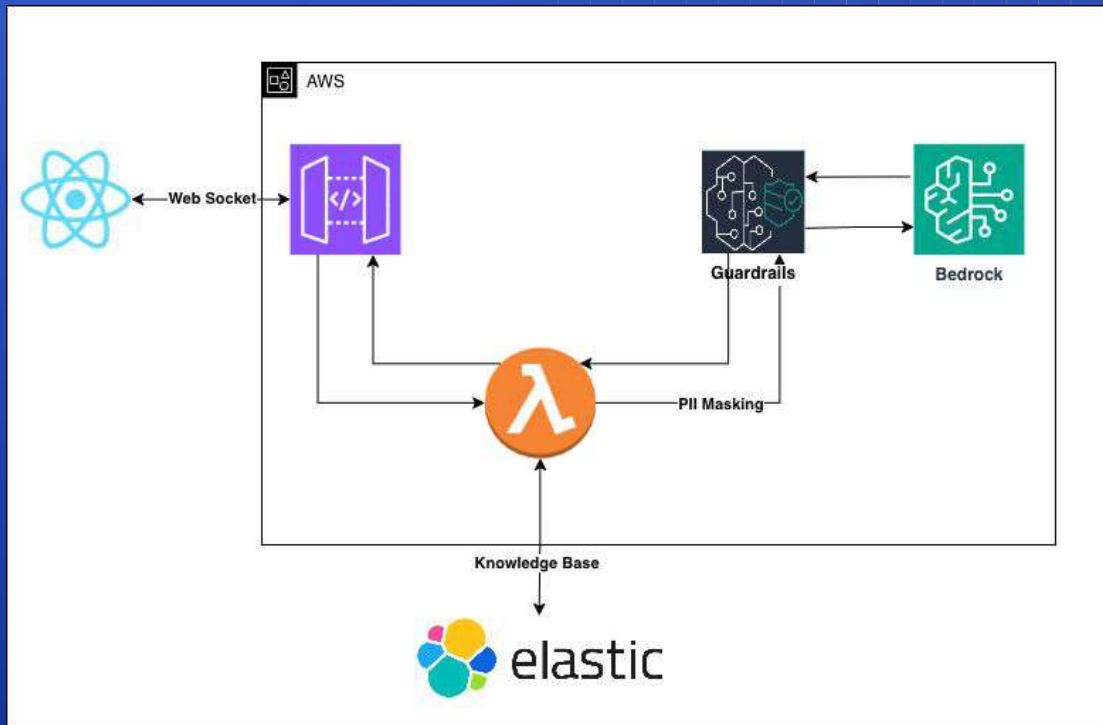 AWS
Web Socket
</>
Guardrails
Bedrock
PII Masking
Knowledge Base
elastic